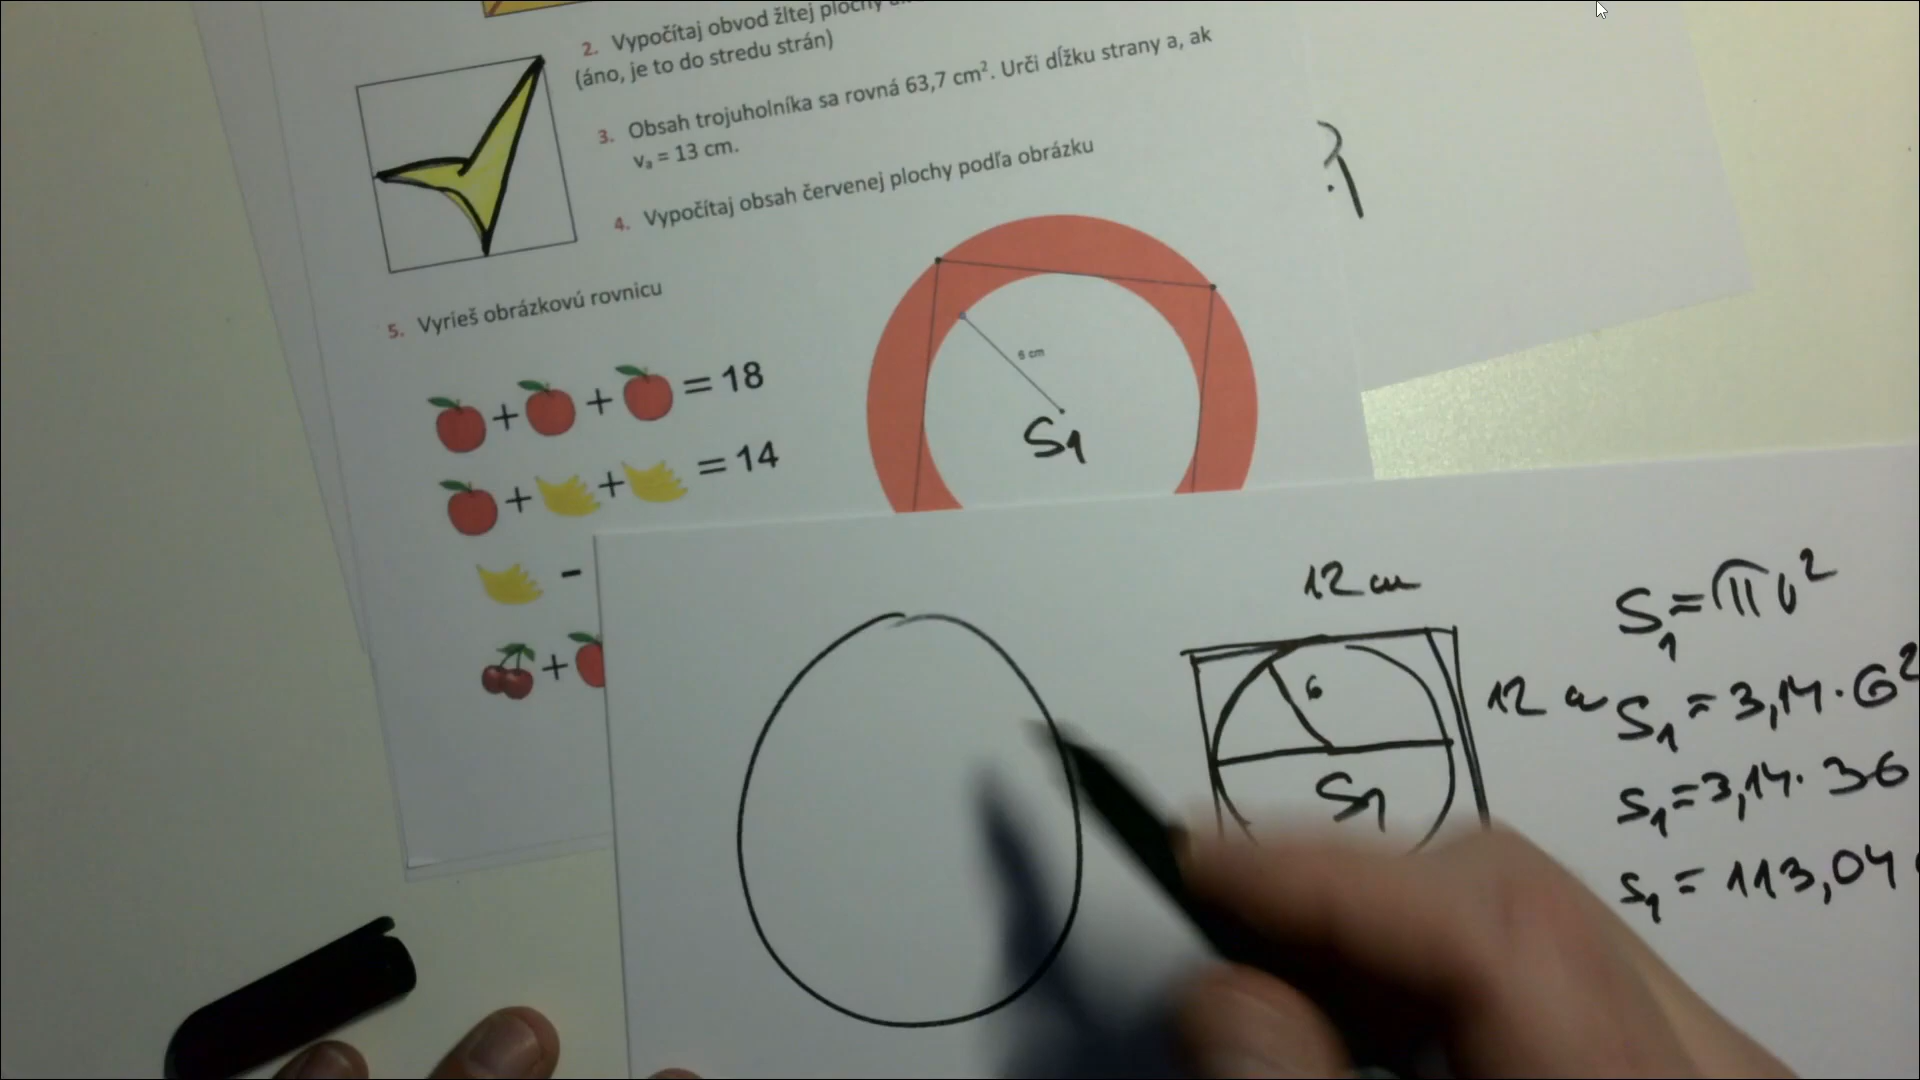 2. Vypočítaj obvod žltej plochy
(áno, je to do stredu strán)
3. Obsah trojuholníka sa rovná 63,7 cm². Urči dĺžku strany a, ak
vₐ = 13 cm.
4. Vypočítaj obsah červenej plochy podľa obrázku
?
5. Vyrieš obrázkovú rovnicu
+ + = 18
+ + = 14
-
+
6 cm
S₁
12 cm
6
12
S₁
S₁ = πr²
S₁ = 3,14 · 6²
S₁ = 3,14 · 36
S₁ = 113,04